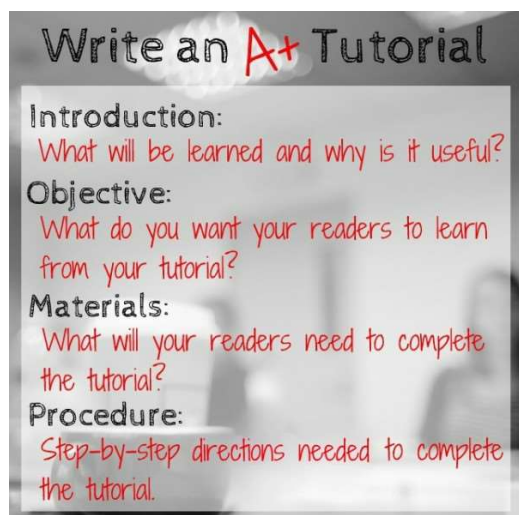 Write an A+ Tutorial
Introduction:
What will be learned and why is it useful?
Objective:
What do you want your readers to learn
from your tutorial?
Materials:
What will your readers need to complete
the tutorial?
Procedure:
Step-by-step directions needed to complete
the tutorial.